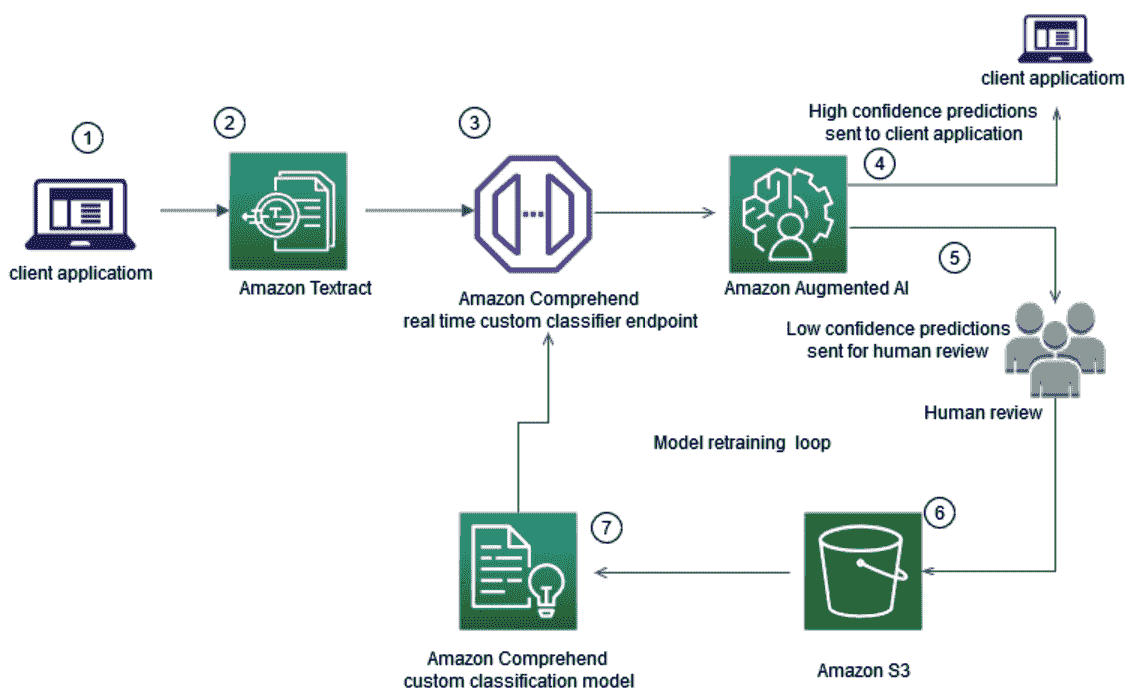 client applicatiom
High confidence predictions
sent to client application
1
2
3
4
client applicatiom
Amazon Textract
Amazon Comprehend
real time custom classifier endpoint
Amazon Augmented AI
5
Low confidence predictions
sent for human review
Human review
Model retraining loop
6
7
Amazon Comprehend
custom classification model
Amazon S3